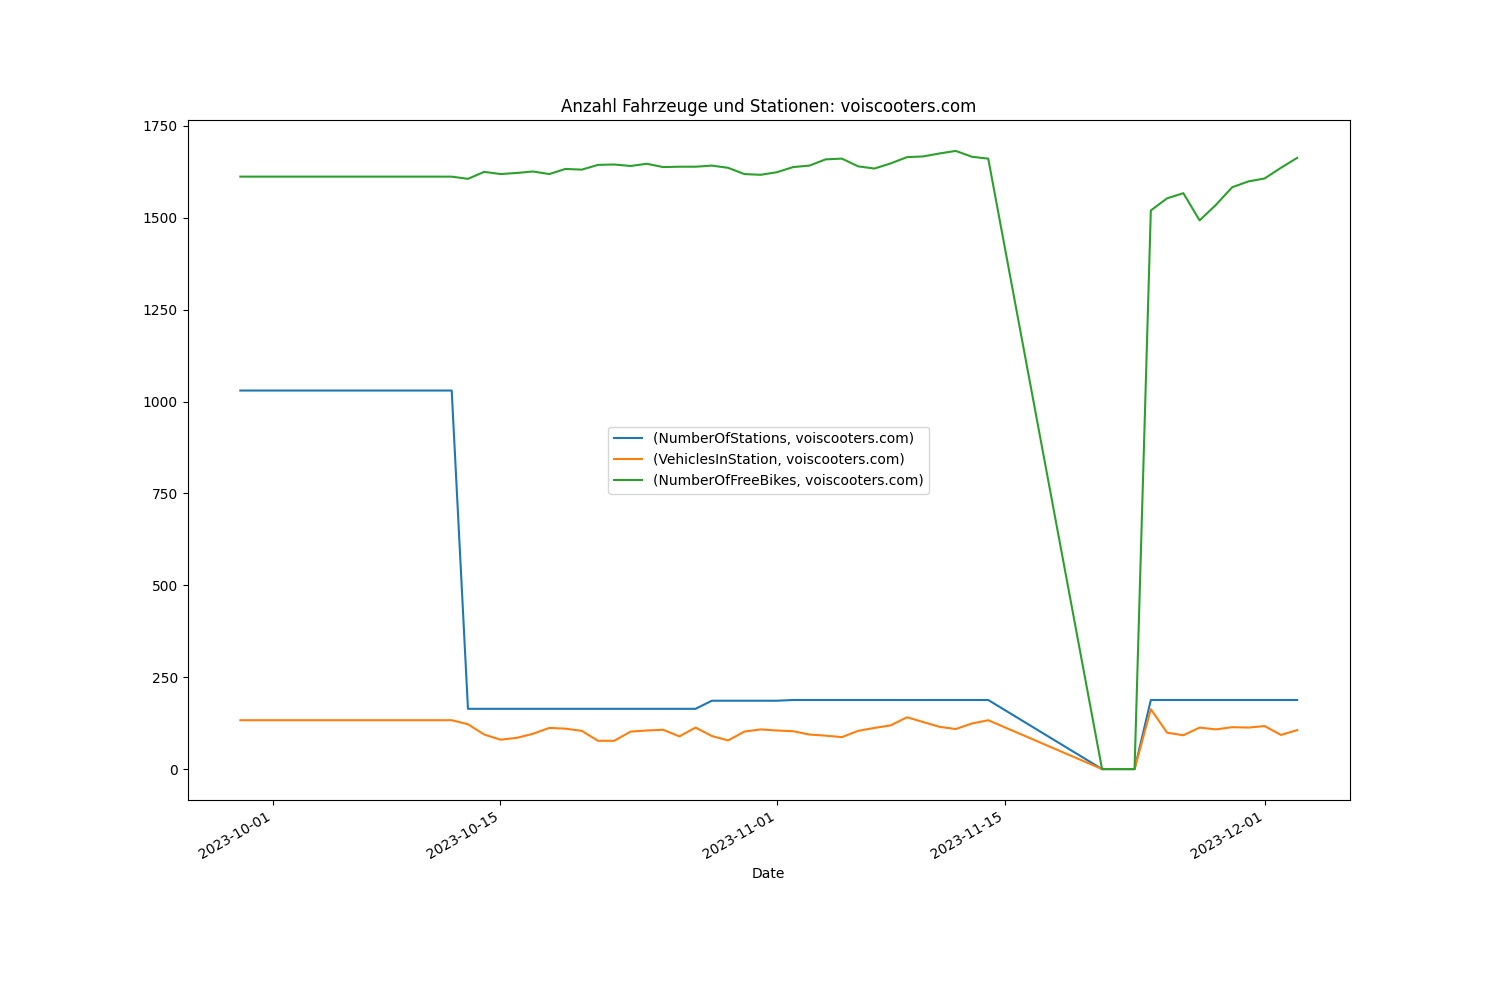 Anzahl Fahrzeuge und Stationen: voiscooters.com
1750
1500
1250
1000
750
500
250
0
(NumberOfStations, voiscooters.com)
(VehiclesInStation, voiscooters.com)
(NumberOfFreeBikes, voiscooters.com)
2023-10-01
2023-10-15
2023-11-01
2023-11-15
2023-12-01
Date